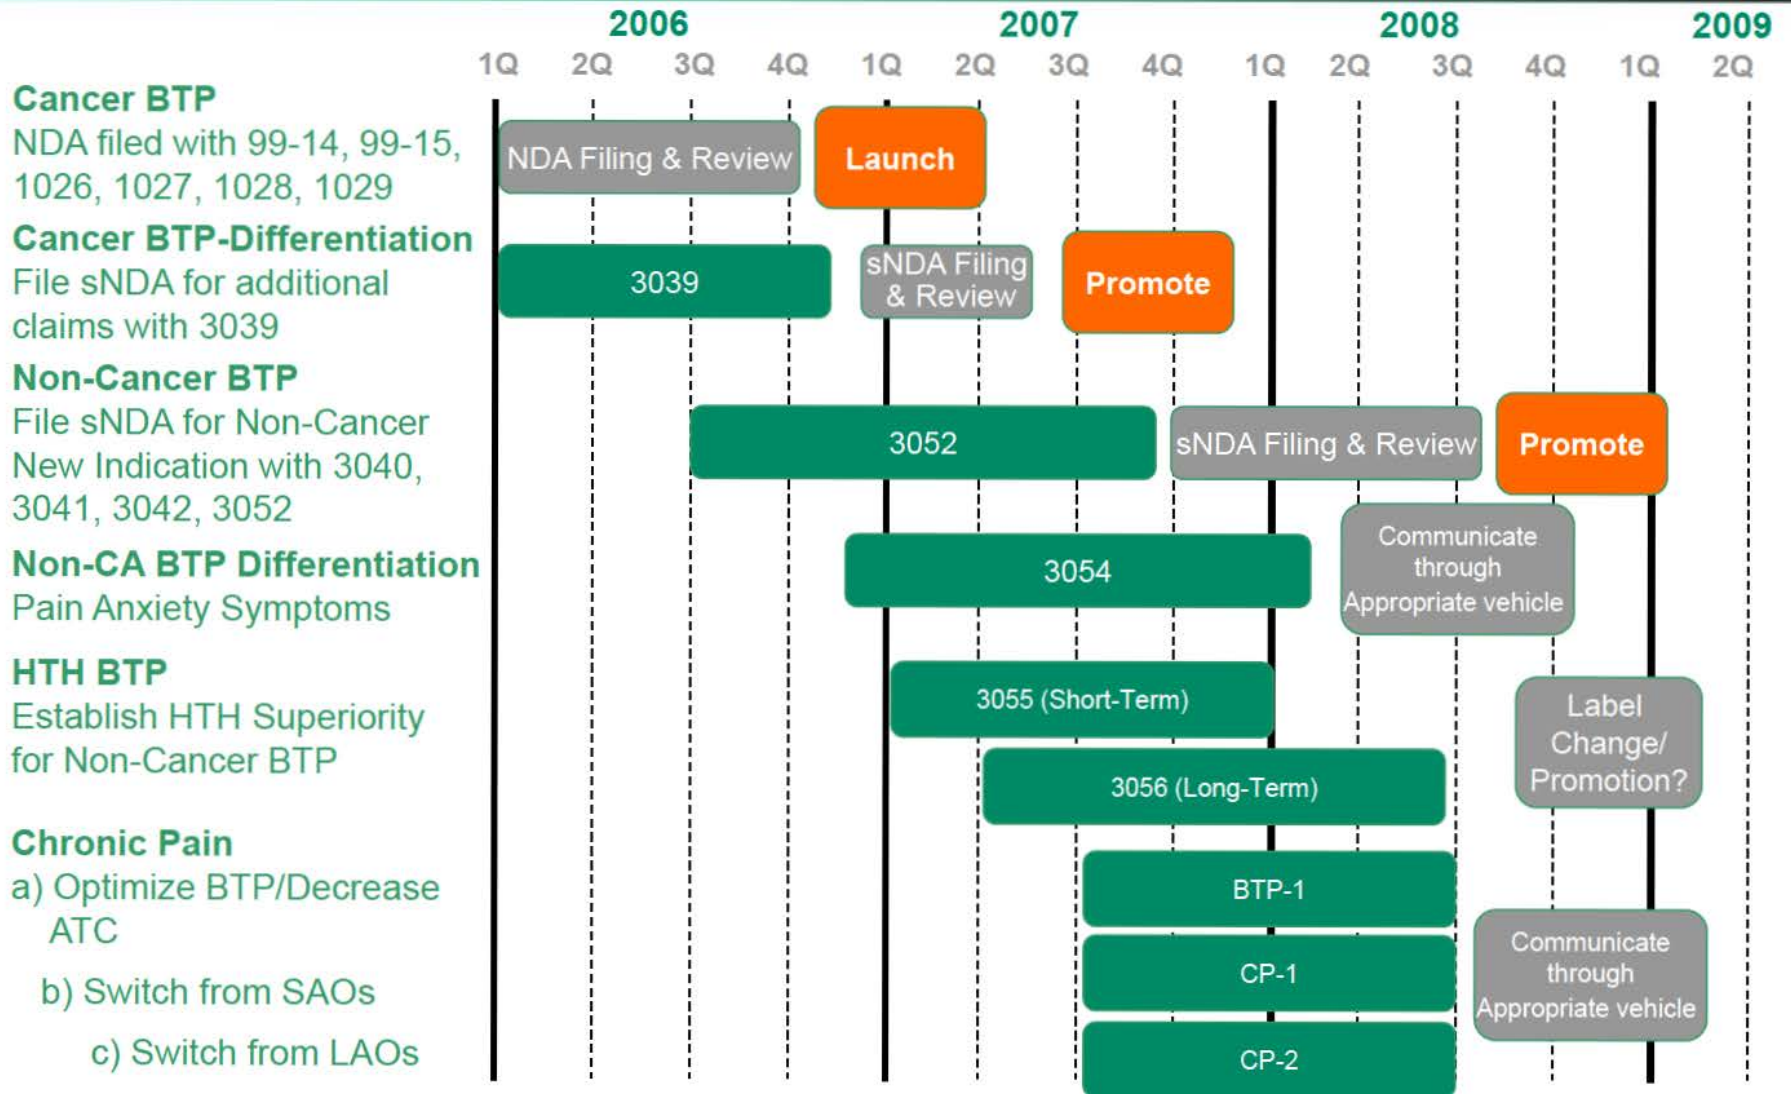 2006 2007 2008 2009
1Q 2Q 3Q 4Q 1Q 2Q 3Q 4Q 1Q 2Q 3Q 4Q 1Q 2Q
Cancer BTP
NDA filed with 99-14, 99-15,
1026, 1027, 1028, 1029
NDA Filing & Review
Launch
Cancer BTP-Differentiation
File sNDA for additional
claims with 3039
3039
sNDA Filing
& Review
Promote
Non-Cancer BTP
File sNDA for Non-Cancer
New Indication with 3040,
3041, 3042, 3052
3052
sNDA Filing & Review
Promote
Non-CA BTP Differentiation
Pain Anxiety Symptoms
3054
Communicate
through
Appropriate vehicle
HTH BTP
Establish HTH Superiority
for Non-Cancer BTP
3055 (Short-Term)
3056 (Long-Term)
Label
Change/
Promotion?
Chronic Pain
a) Optimize BTP/Decrease
ATC
b) Switch from SAOs
c) Switch from LAOs
BTP-1
CP-1
CP-2
Communicate
through
Appropriate vehicle